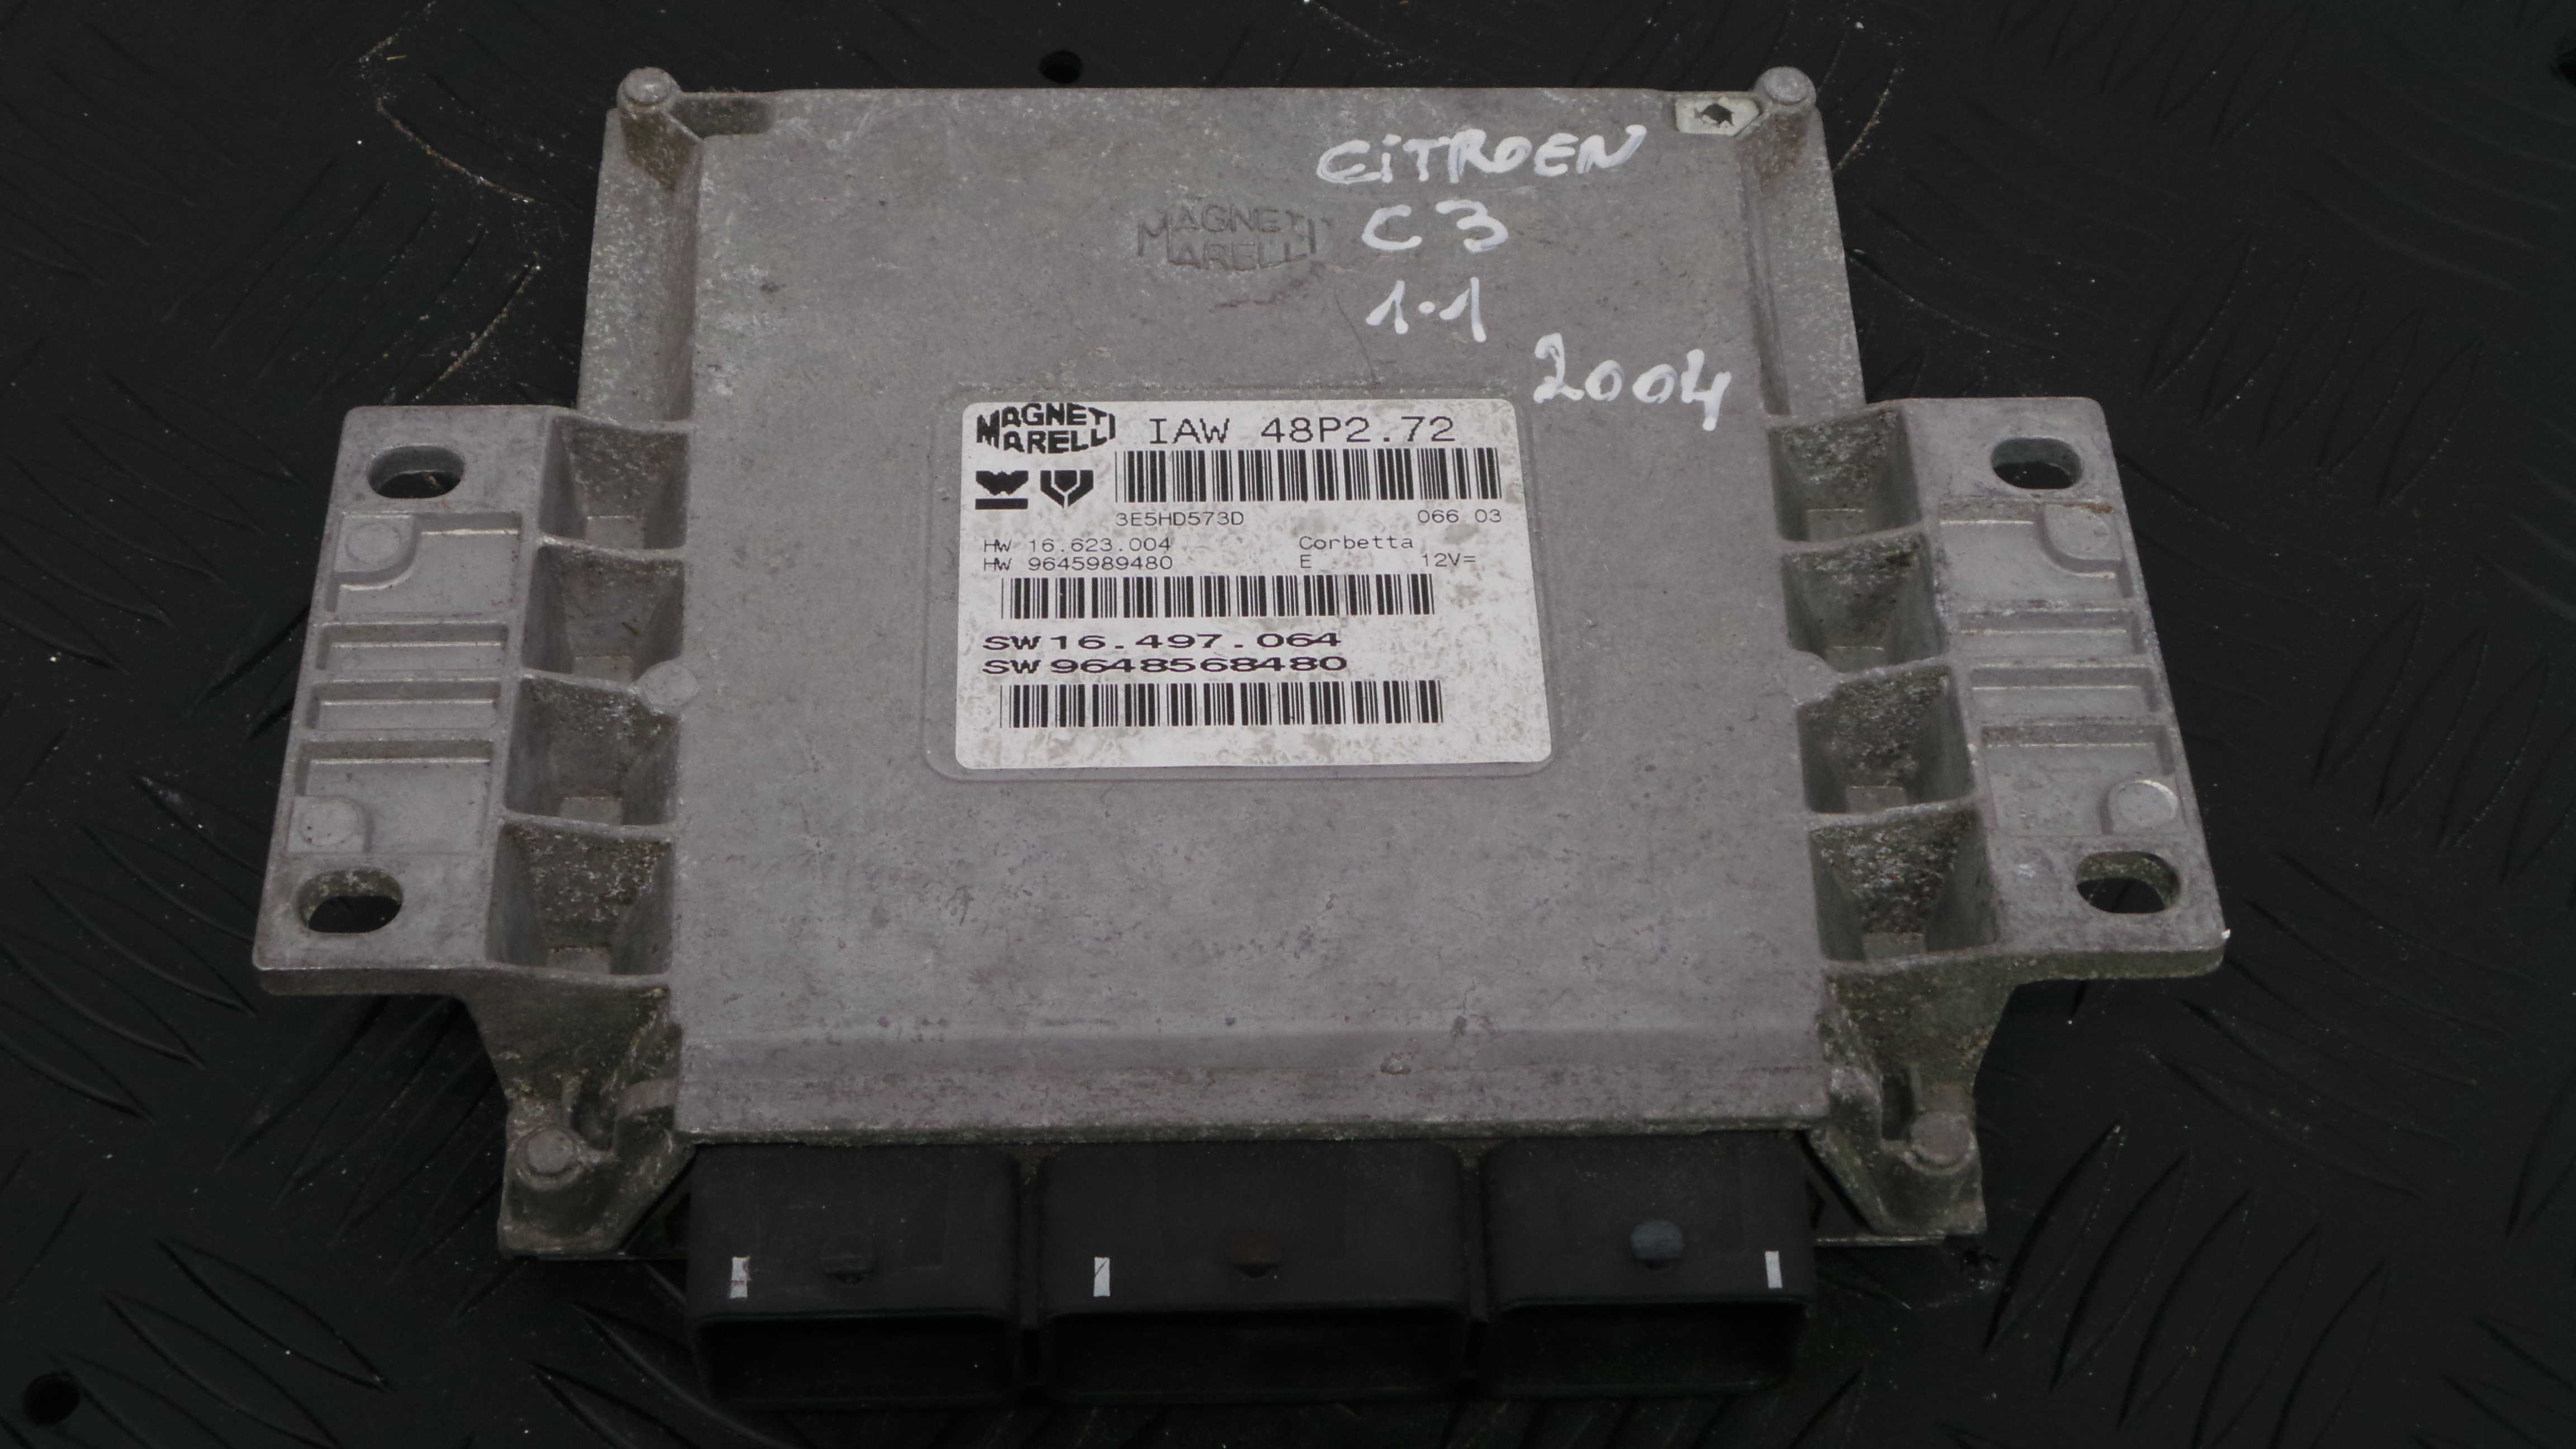 CiTROEN
MAGNETI
MARELLI
C3
1.1
2004
MAGNETI
MARELLI
IAW 48P2.72
3E5HD573D 066 03
HW 16.623.004 Corbetta
HW 9645989480 E 12V=
SW 16.497.064
SW 9648568480